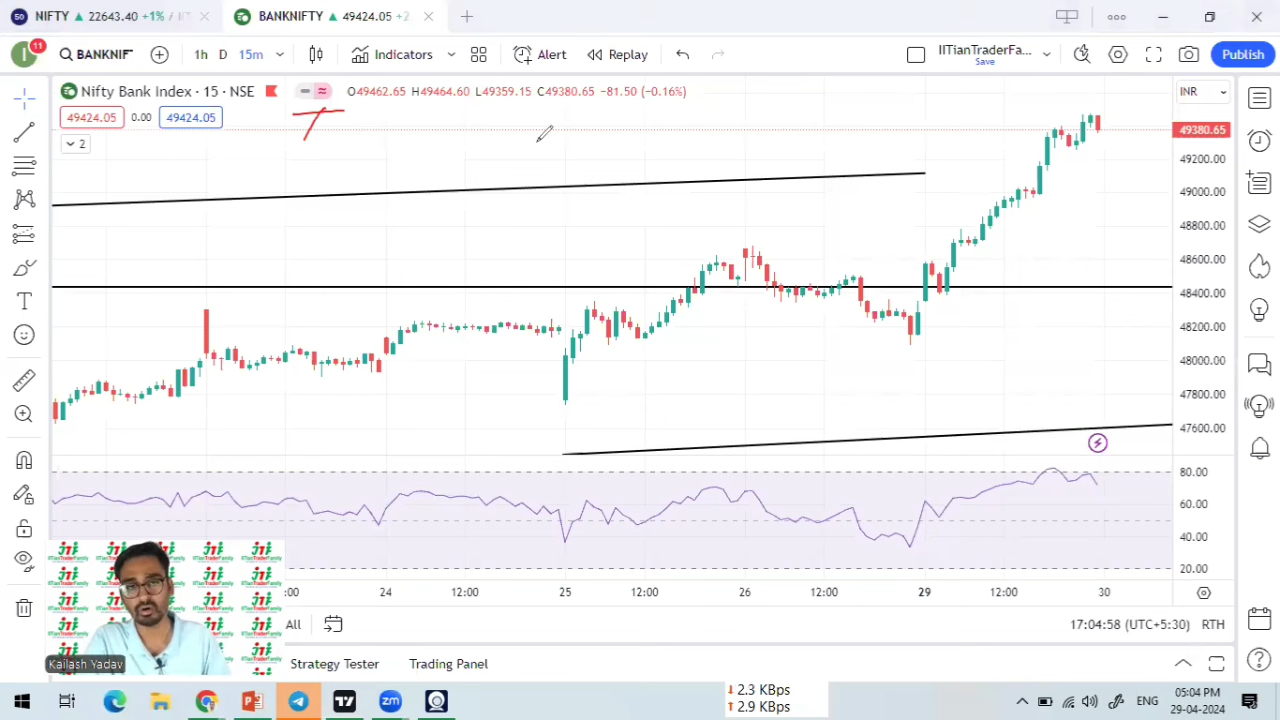 NIFTY ▲ 22643.40 +1% /
BANKNIFTY ▲ 49424.05 +2
11
BANKNIF
1h D 15m
Indicators
Alert
Replay
IITianTraderFa...
Save
Publish
Nifty Bank Index · 15 · NSE
O49462.65 H49464.60 L49359.15 C49380.65 −81.50 (−0.16%)
INR
49424.05 0.00 49424.05
T
2
49380.65
49200.00
49000.00
48800.00
48600.00
48400.00
48200.00
48000.00
47800.00
47600.00
80.00
60.00
40.00
20.00
:00 24 12:00 25 12:00 26 12:00 29 12:00 30
IITianTraderFamily
Kailash Yadav
All
17:04:58 (UTC+5:30) RTH
Strategy Tester Trading Panel
2.3 KBps
2.9 KBps
ENG
05:04 PM
29-04-2024